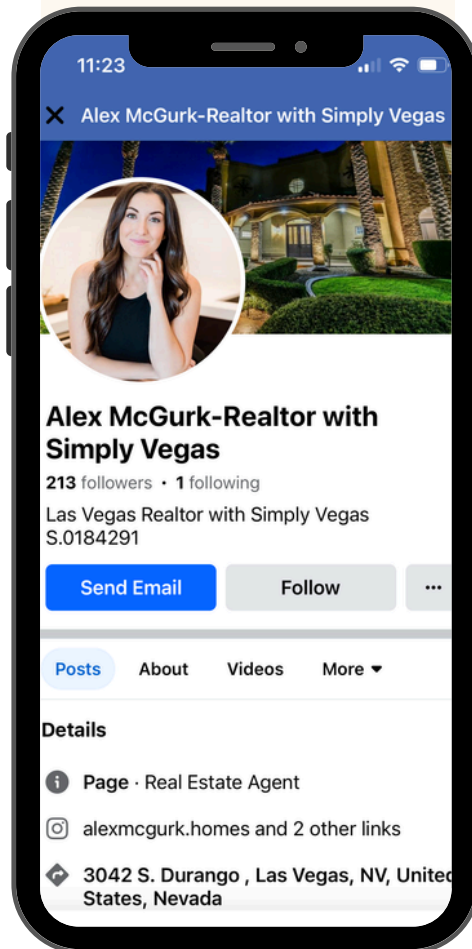 11:23
Alex McGurk-Realtor with Simply Vegas
Alex McGurk-Realtor with
Simply Vegas
213 followers · 1 following
Las Vegas Realtor with Simply Vegas
S.0184291
Send Email Follow ...
Posts About Videos More
Details
Page · Real Estate Agent
alexmcgurk.homes and 2 other links
3042 S. Durango , Las Vegas, NV, United
States, Nevada